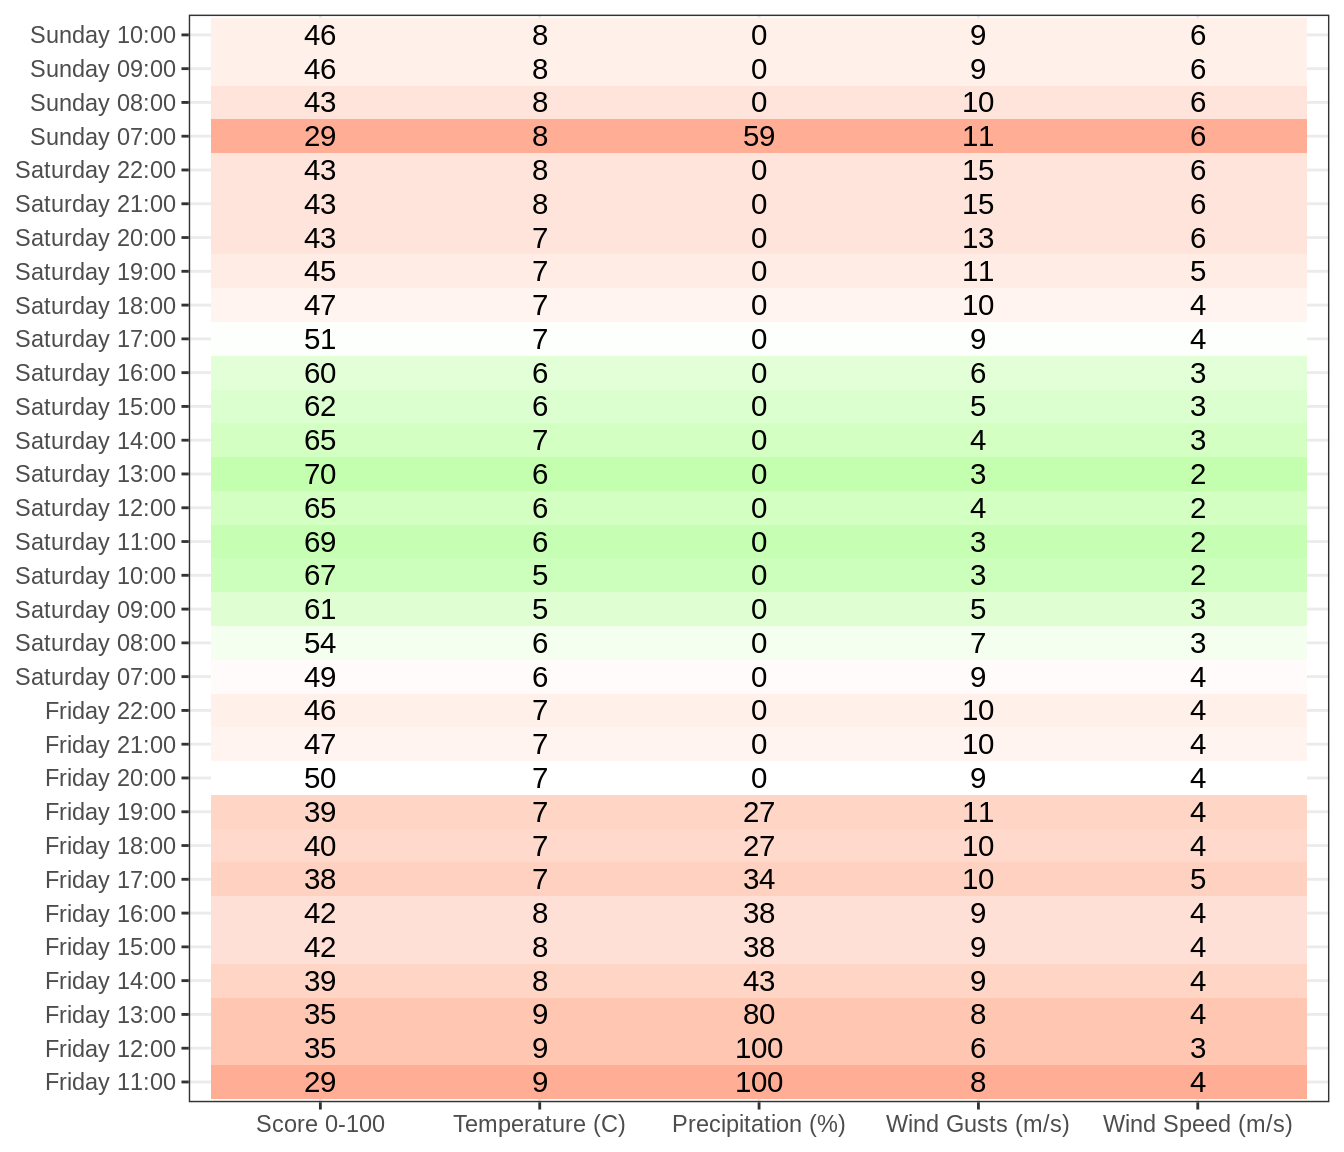 Sunday 10:00 46 8 0 9 6
Sunday 09:00 46 8 0 9 6
Sunday 08:00 43 8 0 10 6
Sunday 07:00 29 8 59 11 6
Saturday 22:00 43 8 0 15 6
Saturday 21:00 43 8 0 15 6
Saturday 20:00 43 7 0 13 6
Saturday 19:00 45 7 0 11 5
Saturday 18:00 47 7 0 10 4
Saturday 17:00 51 7 0 9 4
Saturday 16:00 60 6 0 6 3
Saturday 15:00 62 6 0 5 3
Saturday 14:00 65 7 0 4 3
Saturday 13:00 70 6 0 3 2
Saturday 12:00 65 6 0 4 2
Saturday 11:00 69 6 0 3 2
Saturday 10:00 67 5 0 3 2
Saturday 09:00 61 5 0 5 3
Saturday 08:00 54 6 0 7 3
Saturday 07:00 49 6 0 9 4
Friday 22:00 46 7 0 10 4
Friday 21:00 47 7 0 10 4
Friday 20:00 50 7 0 9 4
Friday 19:00 39 7 27 11 4
Friday 18:00 40 7 27 10 4
Friday 17:00 38 7 34 10 5
Friday 16:00 42 8 38 9 4
Friday 15:00 42 8 38 9 4
Friday 14:00 39 8 43 9 4
Friday 13:00 35 9 80 8 4
Friday 12:00 35 9 100 6 3
Friday 11:00 29 9 100 8 4
Score 0-100 Temperature (C) Precipitation (%) Wind Gusts (m/s) Wind Speed (m/s)